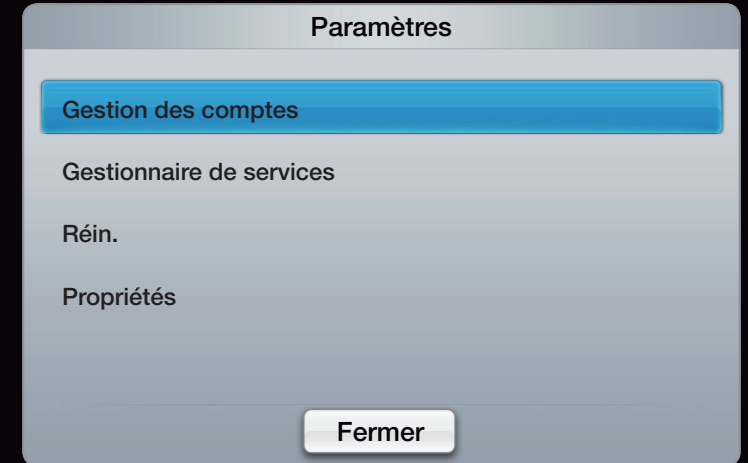 Paramètres
Gestion des comptes
Gestionnaire de services
Réin.
Propriétés
Fermer